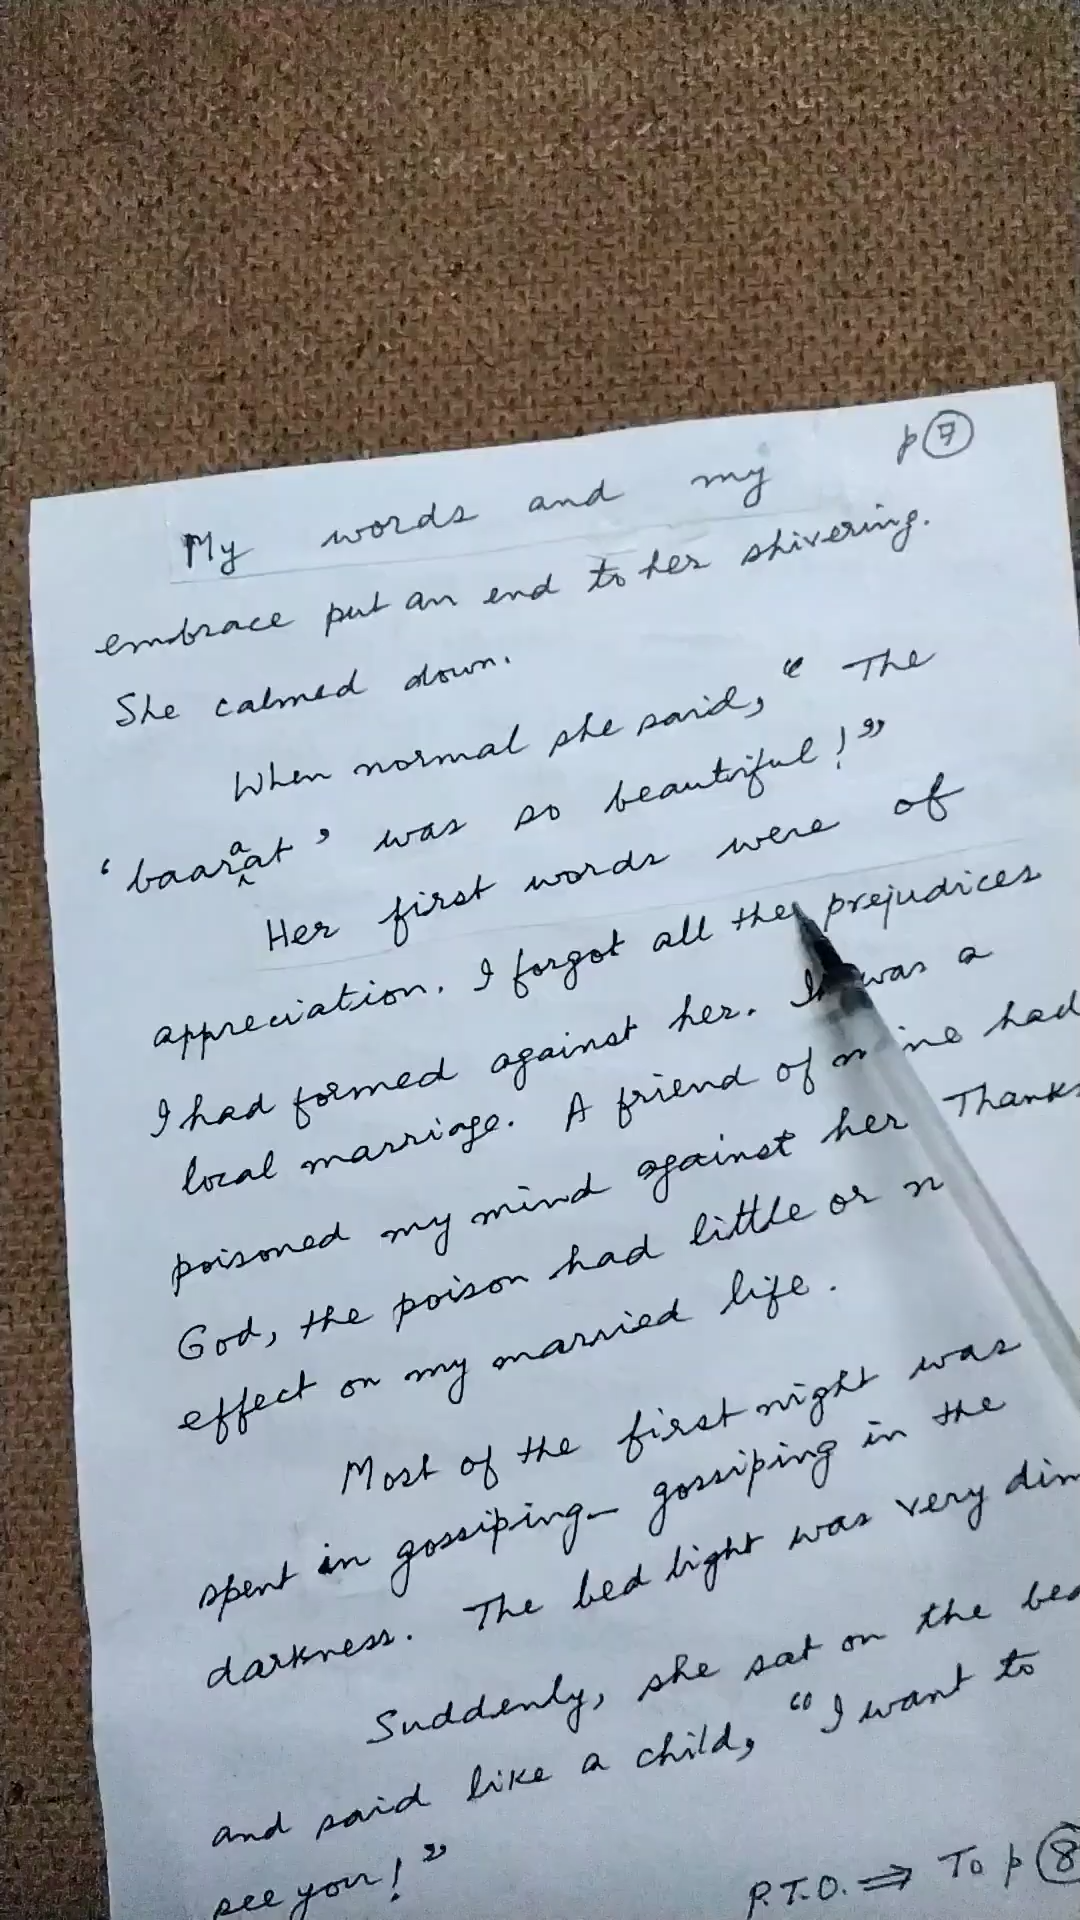 p 7
My words and my
embrace put an end to her shivering.
She calmed down.
When normal she said, “The
‘baaraat’ was so beautiful!”
Her first words were of
appreciation. I forgot all the prejudices
I had formed against her. It was a
local marriage. A friend of mine had
poisoned my mind against her Thanks
God, the poison had little or n
effect on my married life.
Most of the first night was
spent in gossiping – gossiping in the
darkness. The bed light was very dim
Suddenly, she sat on the bed
and said like a child, “I want to
see you!”
P.T.O. ⇒ To p 8